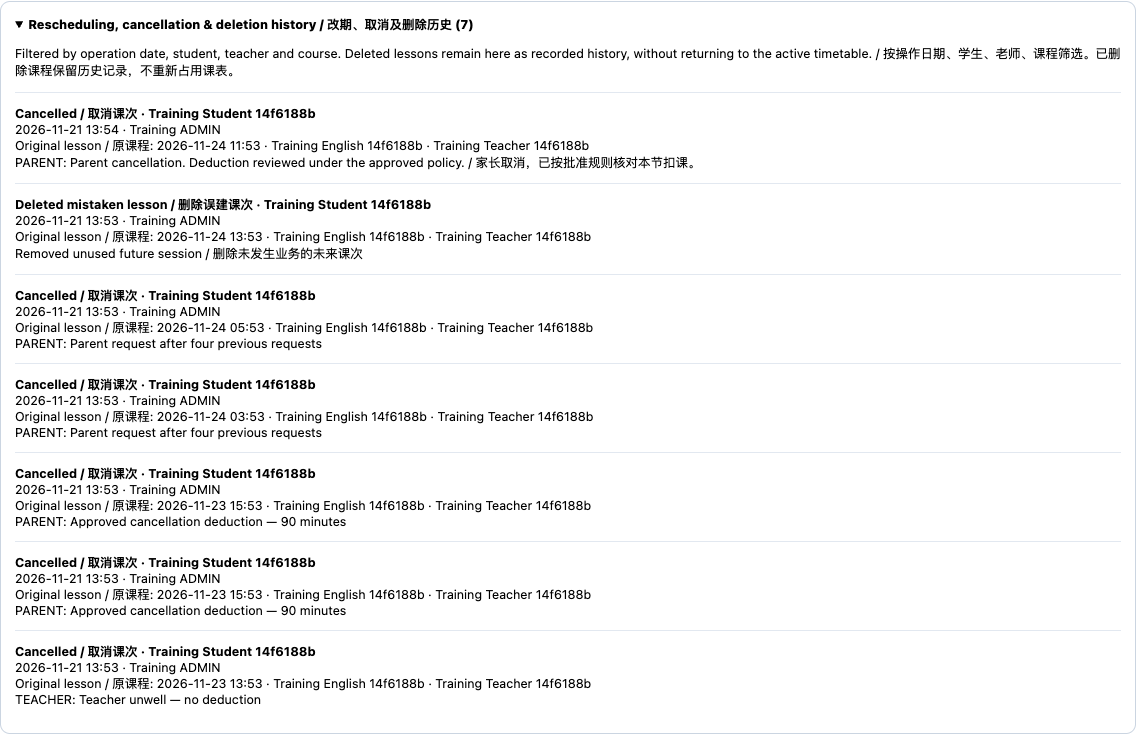 ▼ Rescheduling, cancellation & deletion history / 改期、取消及删除历史 (7)
Filtered by operation date, student, teacher and course. Deleted lessons remain here as recorded history, without returning to the active timetable. / 按操作日期、学生、老师、课程筛选。已删
除课程保留历史记录，不重新占用课表。
Cancelled / 取消课次 · Training Student 14f6188b
2026-11-21 13:54 · Training ADMIN
Original lesson / 原课程: 2026-11-24 11:53 · Training English 14f6188b · Training Teacher 14f6188b
PARENT: Parent cancellation. Deduction reviewed under the approved policy. / 家长取消，已按批准规则核对本节扣课。
Deleted mistaken lesson / 删除误建课次 · Training Student 14f6188b
2026-11-21 13:53 · Training ADMIN
Original lesson / 原课程: 2026-11-24 13:53 · Training English 14f6188b · Training Teacher 14f6188b
Removed unused future session / 删除未发生业务的未来课次
Cancelled / 取消课次 · Training Student 14f6188b
2026-11-21 13:53 · Training ADMIN
Original lesson / 原课程: 2026-11-24 05:53 · Training English 14f6188b · Training Teacher 14f6188b
PARENT: Parent request after four previous requests
Cancelled / 取消课次 · Training Student 14f6188b
2026-11-21 13:53 · Training ADMIN
Original lesson / 原课程: 2026-11-24 03:53 · Training English 14f6188b · Training Teacher 14f6188b
PARENT: Parent request after four previous requests
Cancelled / 取消课次 · Training Student 14f6188b
2026-11-21 13:53 · Training ADMIN
Original lesson / 原课程: 2026-11-23 15:53 · Training English 14f6188b · Training Teacher 14f6188b
PARENT: Approved cancellation deduction — 90 minutes
Cancelled / 取消课次 · Training Student 14f6188b
2026-11-21 13:53 · Training ADMIN
Original lesson / 原课程: 2026-11-23 15:53 · Training English 14f6188b · Training Teacher 14f6188b
PARENT: Approved cancellation deduction — 90 minutes
Cancelled / 取消课次 · Training Student 14f6188b
2026-11-21 13:53 · Training ADMIN
Original lesson / 原课程: 2026-11-23 13:53 · Training English 14f6188b · Training Teacher 14f6188b
TEACHER: Teacher unwell — no deduction